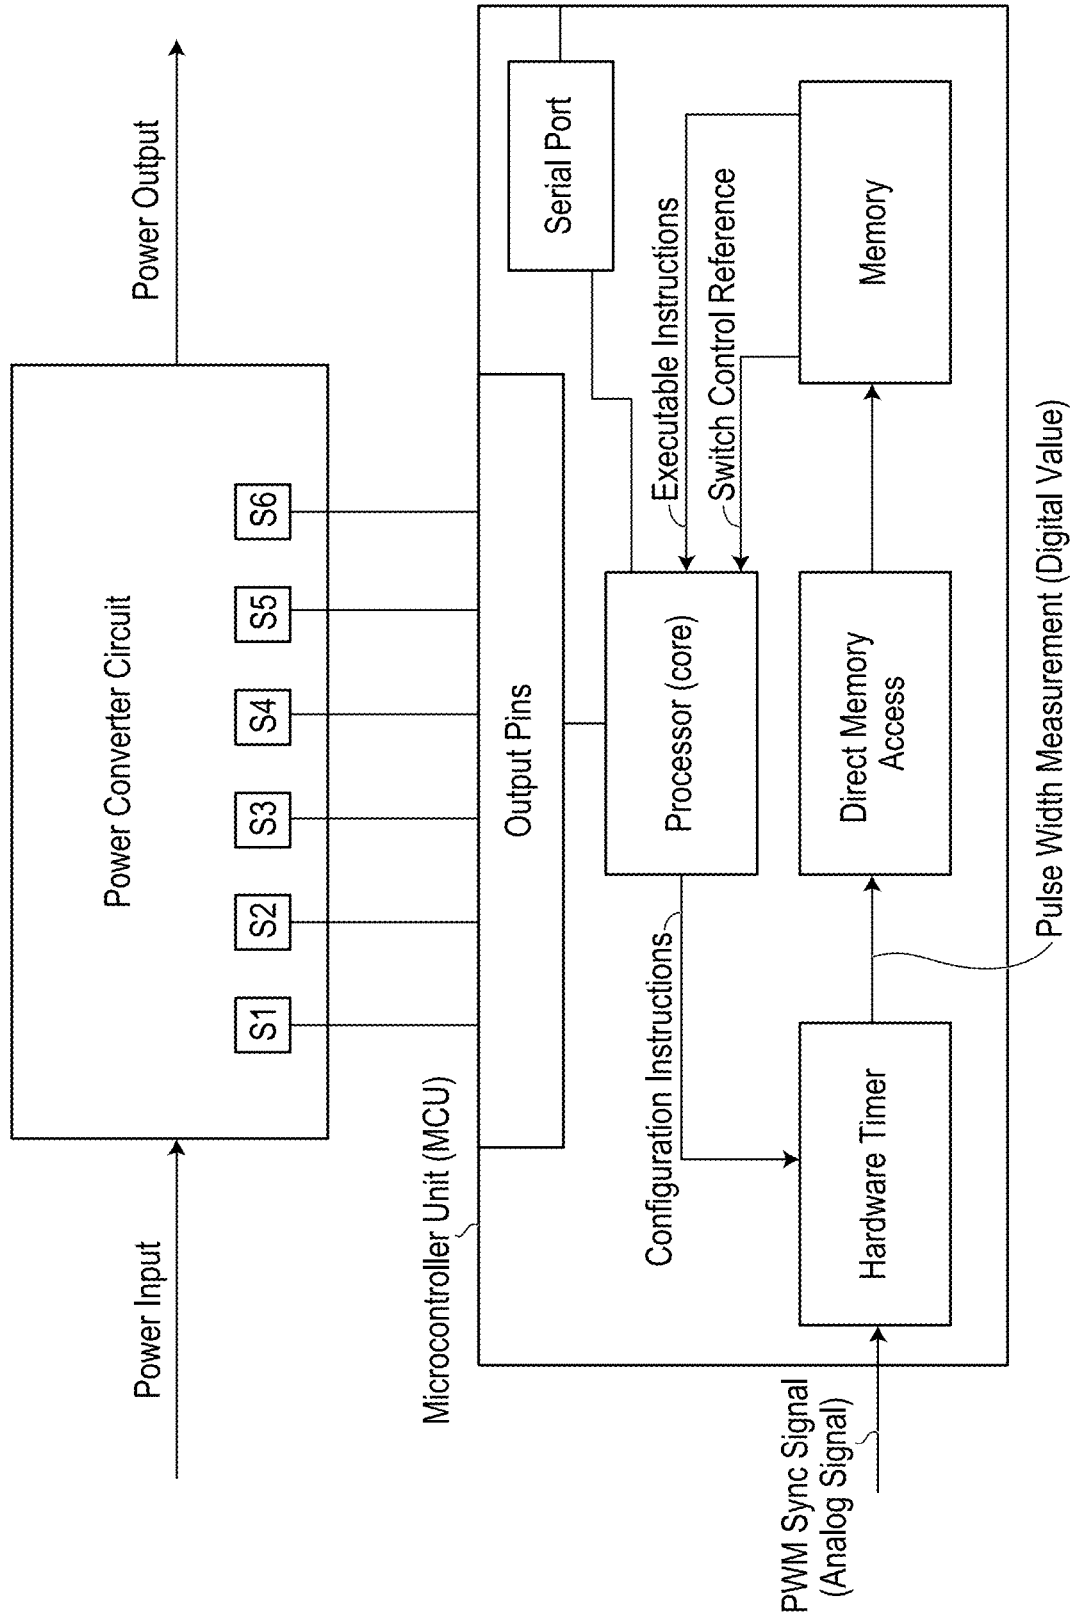 Power Input
Power Converter Circuit
Power Output
S1
S2
S3
S4
S5
S6
Microcontroller Unit (MCU)
Output Pins
Serial Port
Configuration Instructions
Processor (core)
Executable Instructions
Switch Control Reference
PWM Sync Signal
(Analog Signal)
Hardware Timer
Direct Memory
Access
Memory
Pulse Width Measurement (Digital Value)